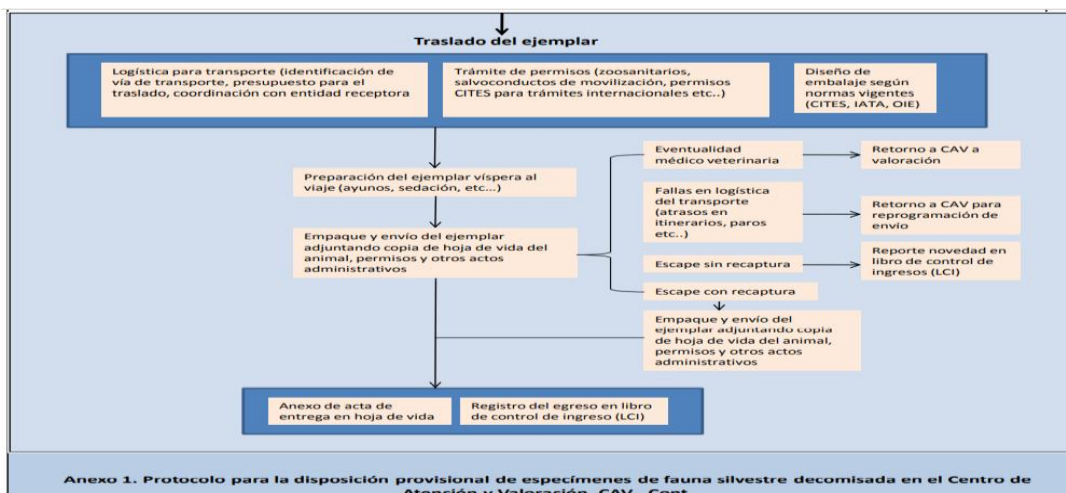 Traslado del ejemplar
Logística para transporte (identificación de
vía de transporte, presupuesto para el
traslado, coordinación con entidad receptora
Trámite de permisos (zoosanitarios,
salvoconductos de movilización, permisos
CITES para trámites internacionales etc..)
Diseño de
embalaje según
normas vigentes
(CITES, IATA, OIE)
Preparación del ejemplar víspera al
viaje (ayunos, sedación, etc...)
Empaque y envío del ejemplar
adjuntando copia de hoja de vida del
animal, permisos y otros actos
administrativos
Eventualidad
médico veterinaria
Retorno a CAV a
valoración
Fallas en logística
del transporte
(atrasos en
itinerarios, paros
etc..)
Retorno a CAV para
reprogramación de
envio
Escape sin recaptura
Reporte novedad en
libro de control de
ingresos (LCI)
Escape con recaptura
Empaque y envío del
ejemplar adjuntando copia
de hoja de vida del animal,
permisos y otros actos
administrativos
Anexo de acta de
entrega en hoja de vida
Registro del egreso en libro
de control de ingreso (LCI)
Anexo 1. Protocolo para la disposición provisional de especímenes de fauna silvestre decomisada en el Centro de
Atención y Valoración, CAV. Cont